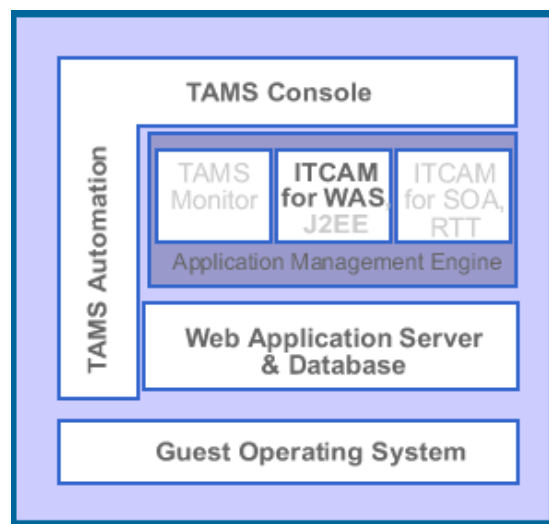 TAMS Console
TAMS Automation
TAMS
Monitor
ITCAM
for WAS,
J2EE
ITCAM
for SOA,
RTT
Application Management Engine
Web Application Server
& Database
Guest Operating System